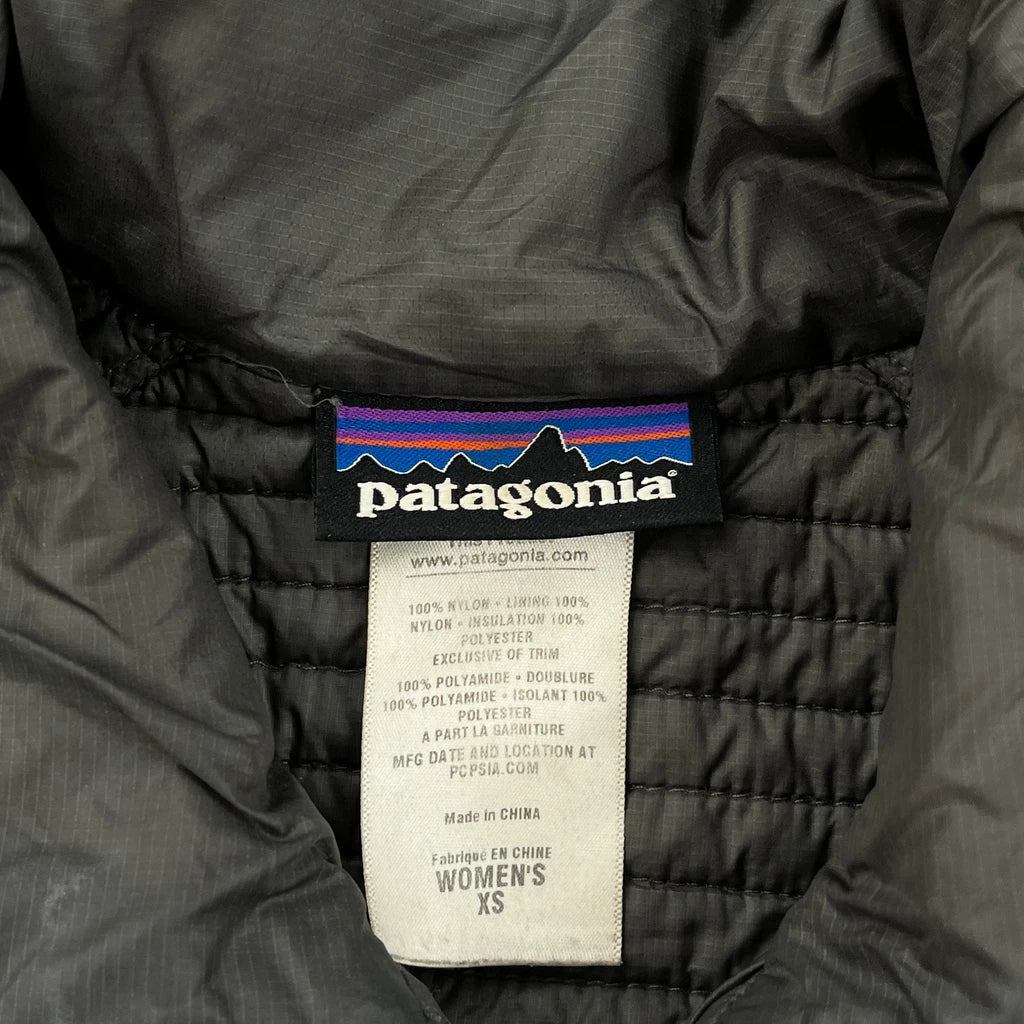 patagonia®
www.patagonia.com
100% NYLON • LINING 100%
NYLON • INSULATION 100%
POLYESTER
EXCLUSIVE OF TRIM
100% POLYAMIDE • DOUBLURE
100% POLYAMIDE • ISOLANT 100%
POLYESTER
A PART LA GARNITURE
MFG DATE AND LOCATION AT
PCPSIA.COM
Made in CHINA
Fabriqué EN CHINE
WOMEN'S
XS